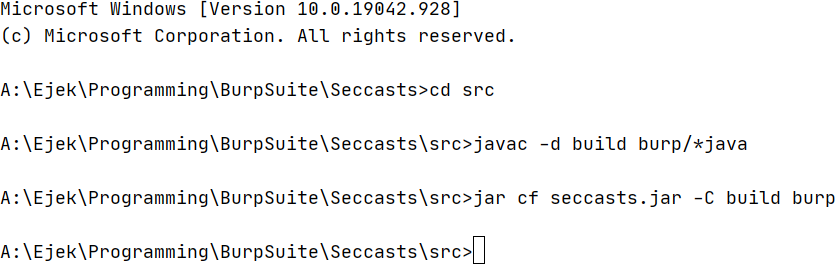 Microsoft Windows [Version 10.0.19042.928]
(c) Microsoft Corporation. All rights reserved.
A:\Ejek\Programming\BurpSuite\Seccasts>cd src
A:\Ejek\Programming\BurpSuite\Seccasts\src>javac -d build burp/*java
A:\Ejek\Programming\BurpSuite\Seccasts\src>jar cf seccasts.jar -C build burp
A:\Ejek\Programming\BurpSuite\Seccasts\src>